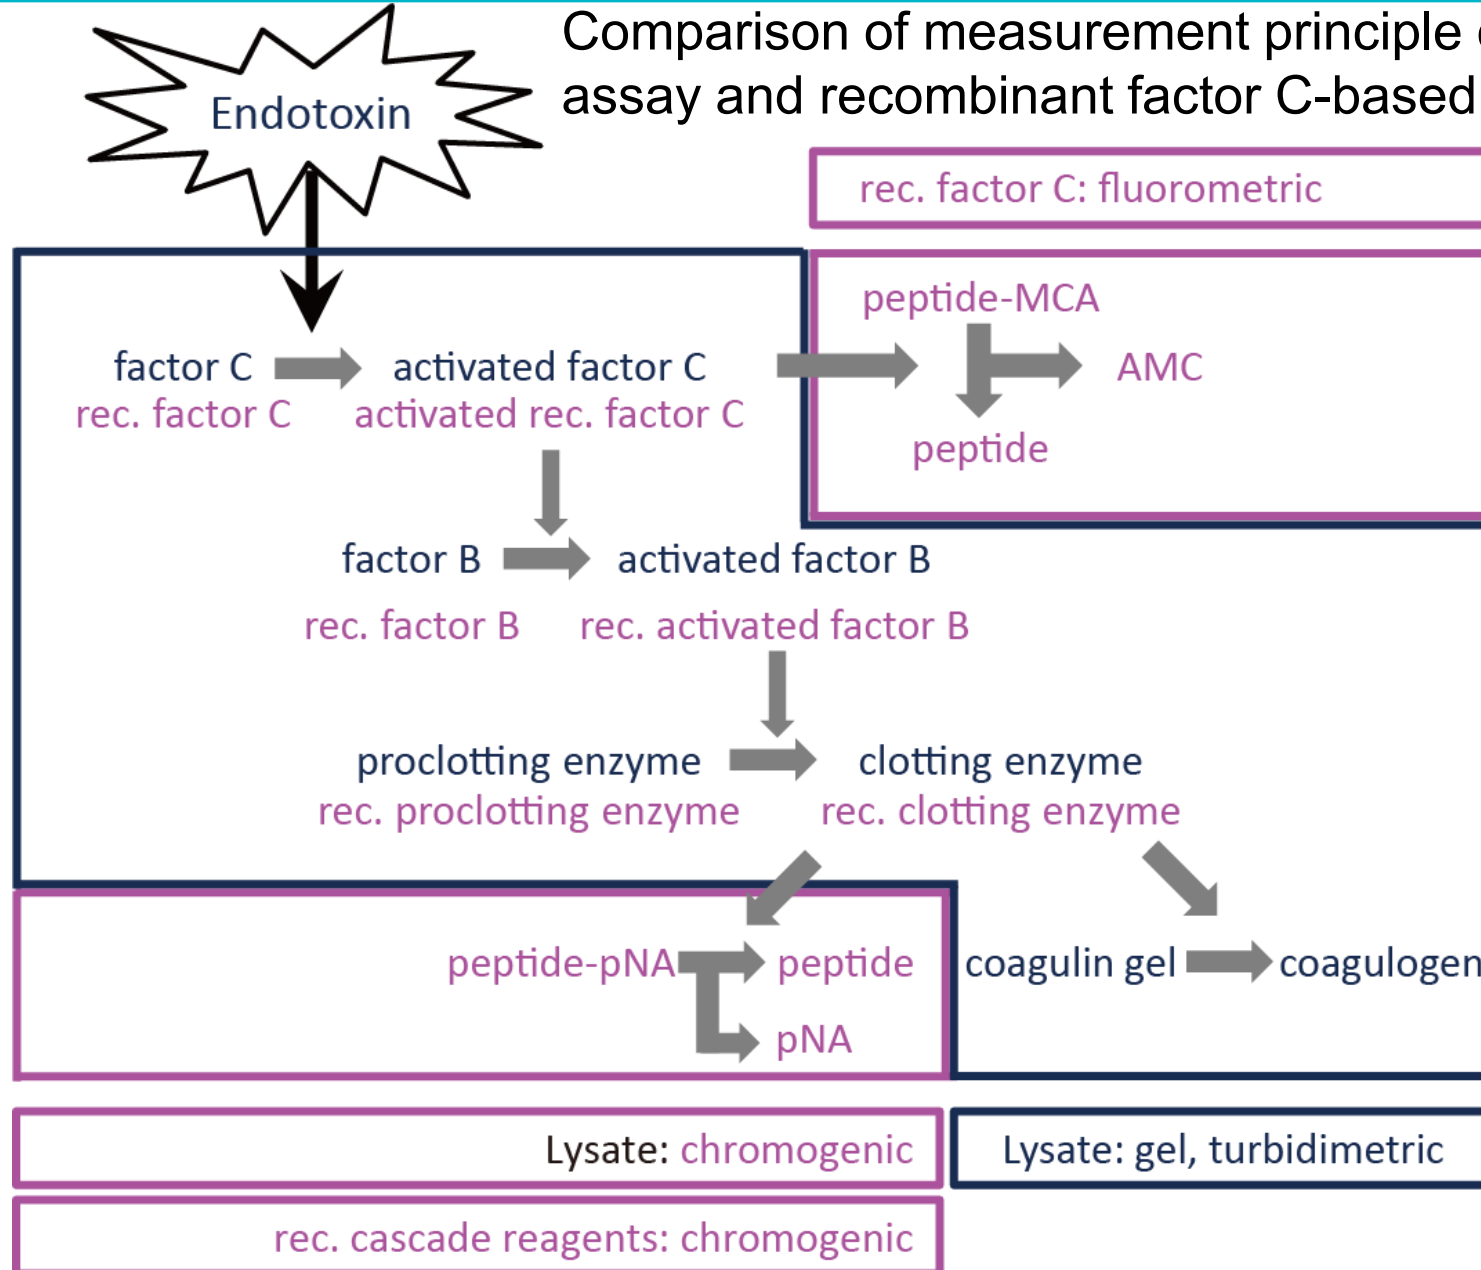 Comparison of measurement principle
assay and recombinant factor C-based
Endotoxin
rec. factor C: fluorometric
peptide-MCA
factor C activated factor C AMC
rec. factor C activated rec. factor C
peptide
factor B activated factor B
rec. factor B rec. activated factor B
proclotting enzyme clotting enzyme
rec. proclotting enzyme rec. clotting enzyme
peptide-pNA peptide coagulin gel coagulogen
pNA
Lysate: chromogenic Lysate: gel, turbidimetric
rec. cascade reagents: chromogenic